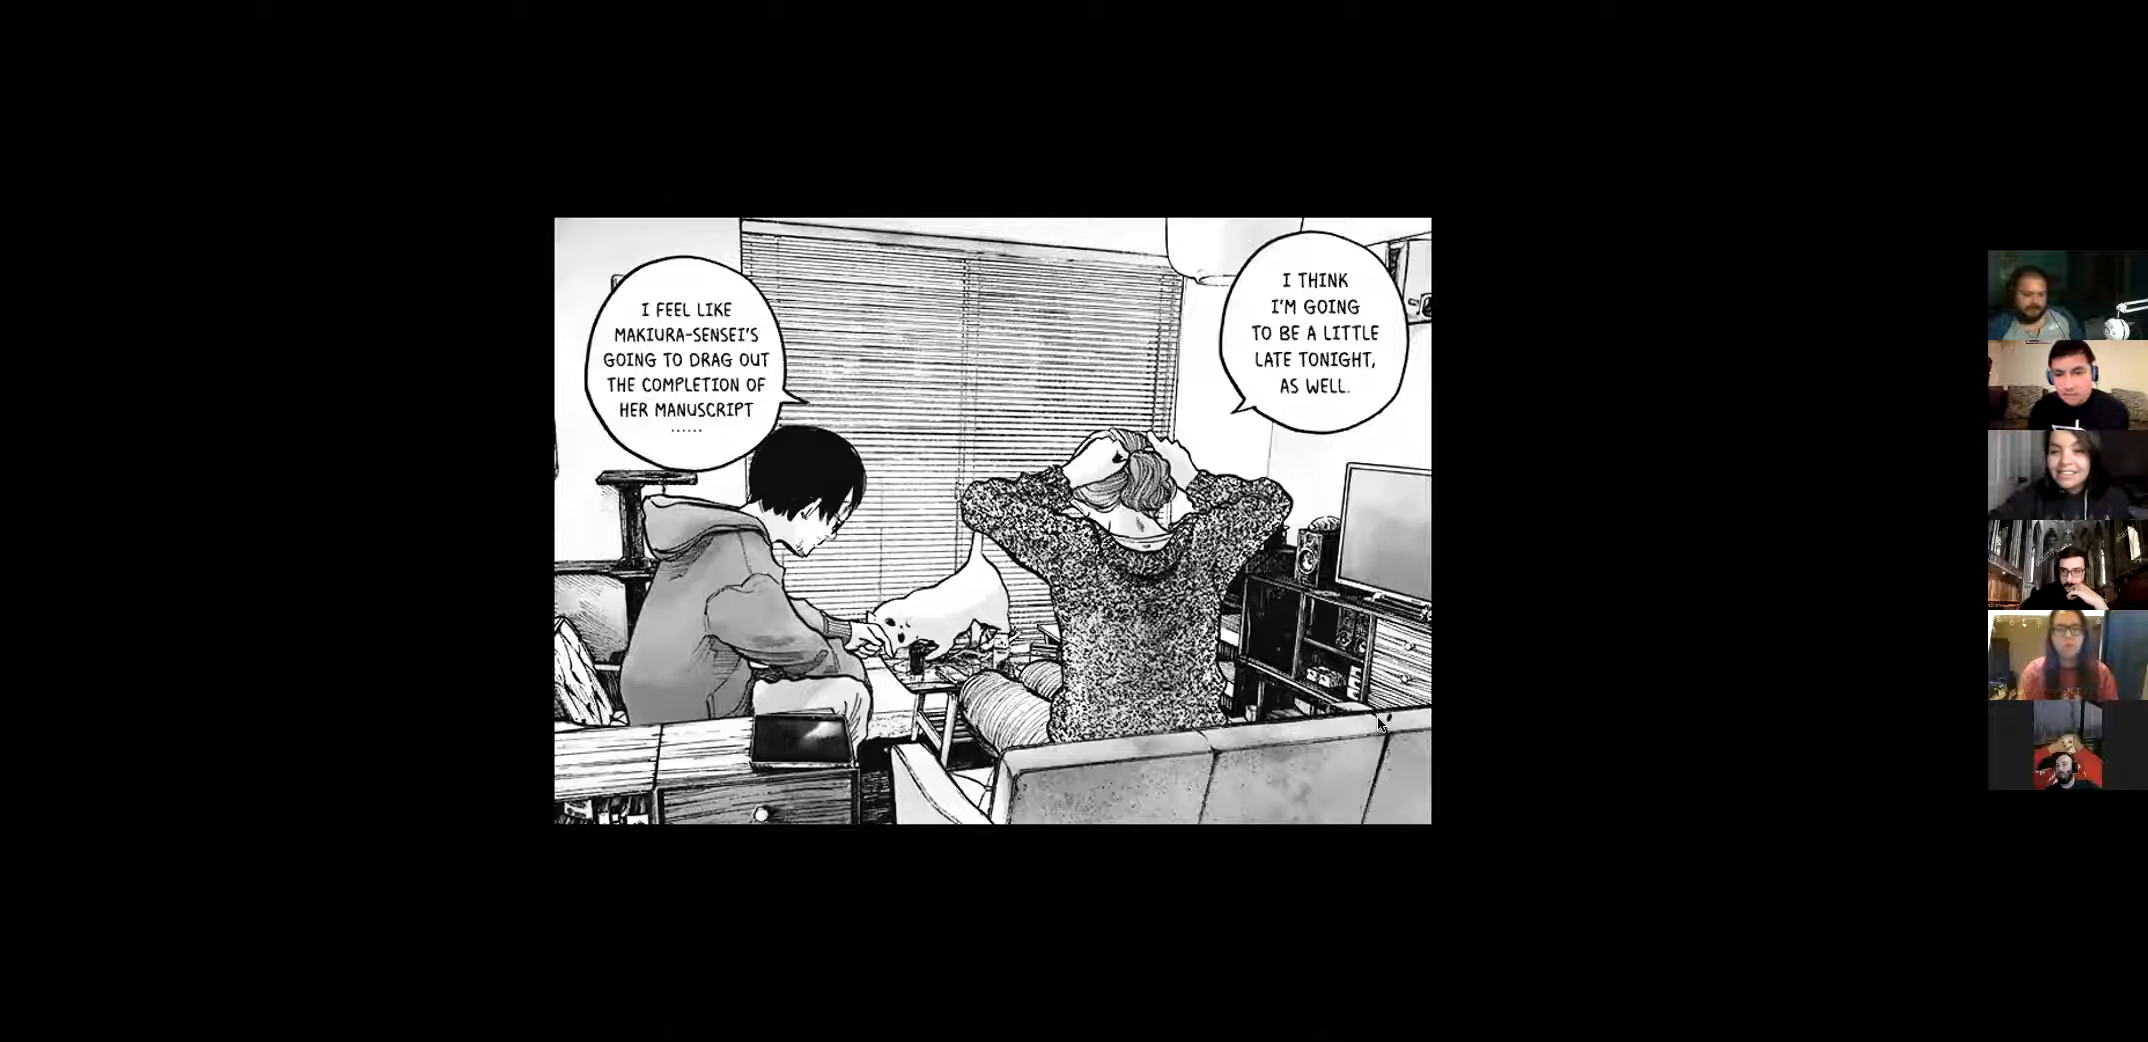 I THINK
I'M GOING
TO BE A LITTLE
LATE TONIGHT,
AS WELL.
I FEEL LIKE
MAKIURA-SENSEI'S
GOING TO DRAG OUT
THE COMPLETION OF
HER MANUSCRIPT
......